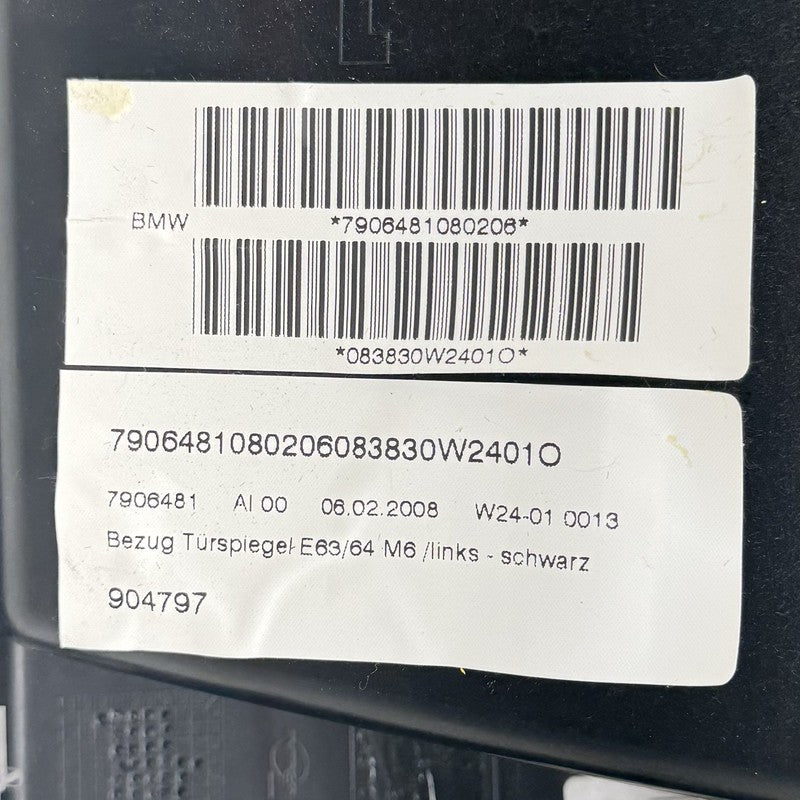 *7906481080206*
BMW
*083830W2401O*
7906481080206083830W2401O
7906481 AI 00 06.02.2008 W24-01 0013
Bezug Türspiegel E63/64 M6 /links - schwarz
904797